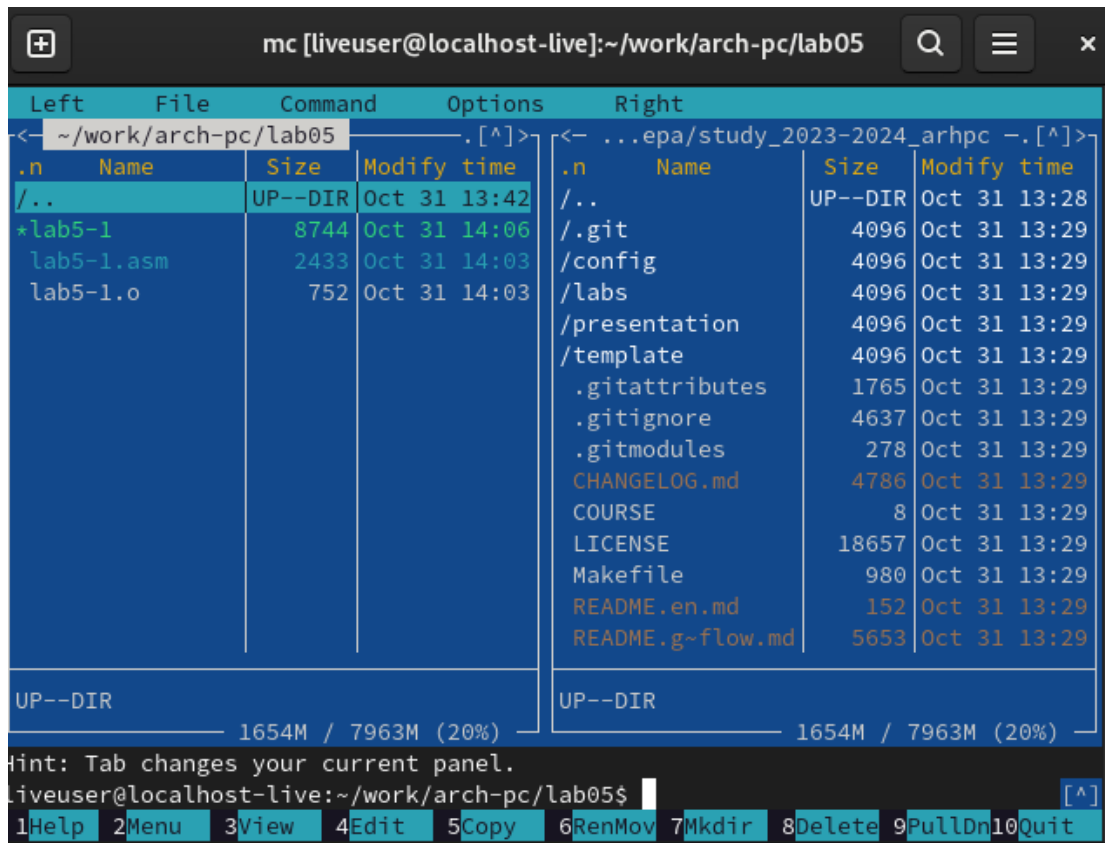 mc [liveuser@localhost-live]:~/work/arch-pc/lab05
Left File Command Options Right
<─ ~/work/arch-pc/lab05 ─.[^]>
.n Name Size Modify time
/.. UP--DIR Oct 31 13:42
*lab5-1 8744 Oct 31 14:06
lab5-1.asm 2433 Oct 31 14:03
lab5-1.o 752 Oct 31 14:03
UP--DIR
1654M / 7963M (20%)
<─ ...epa/study_2023-2024_arhpc ─.[^]>
.n Name Size Modify time
/.. UP--DIR Oct 31 13:28
/.git 4096 Oct 31 13:29
/config 4096 Oct 31 13:29
/labs 4096 Oct 31 13:29
/presentation 4096 Oct 31 13:29
/template 4096 Oct 31 13:29
.gitattributes 1765 Oct 31 13:29
.gitignore 4637 Oct 31 13:29
.gitmodules 278 Oct 31 13:29
CHANGELOG.md 4786 Oct 31 13:29
COURSE 8 Oct 31 13:29
LICENSE 18657 Oct 31 13:29
Makefile 980 Oct 31 13:29
README.en.md 152 Oct 31 13:29
README.g~flow.md 5653 Oct 31 13:29
UP--DIR
1654M / 7963M (20%)
Hint: Tab changes your current panel.
liveuser@localhost-live:~/work/arch-pc/lab05$ [^]
1Help 2Menu 3View 4Edit 5Copy 6RenMov 7Mkdir 8Delete 9PullDn 10Quit